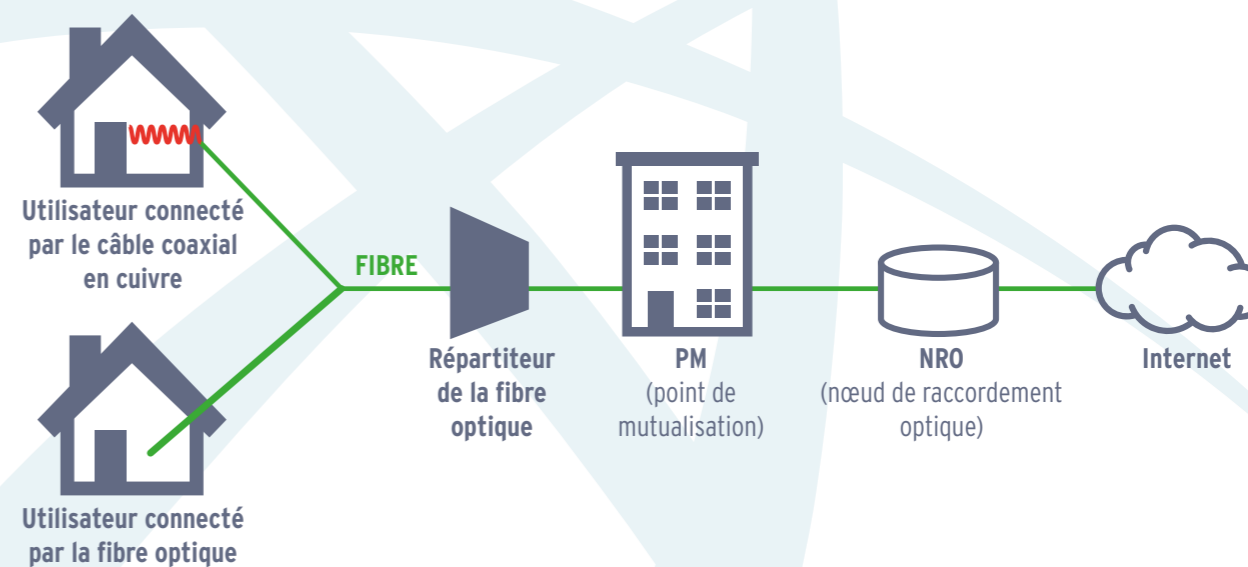 Utilisateur connecté
par le câble coaxial
en cuivre
FIBRE
Répartiteur
de la fibre
optique
PM
(point de
mutualisation)
NRO
(nœud de raccordement
optique)
Internet
Utilisateur connecté
par la fibre optique